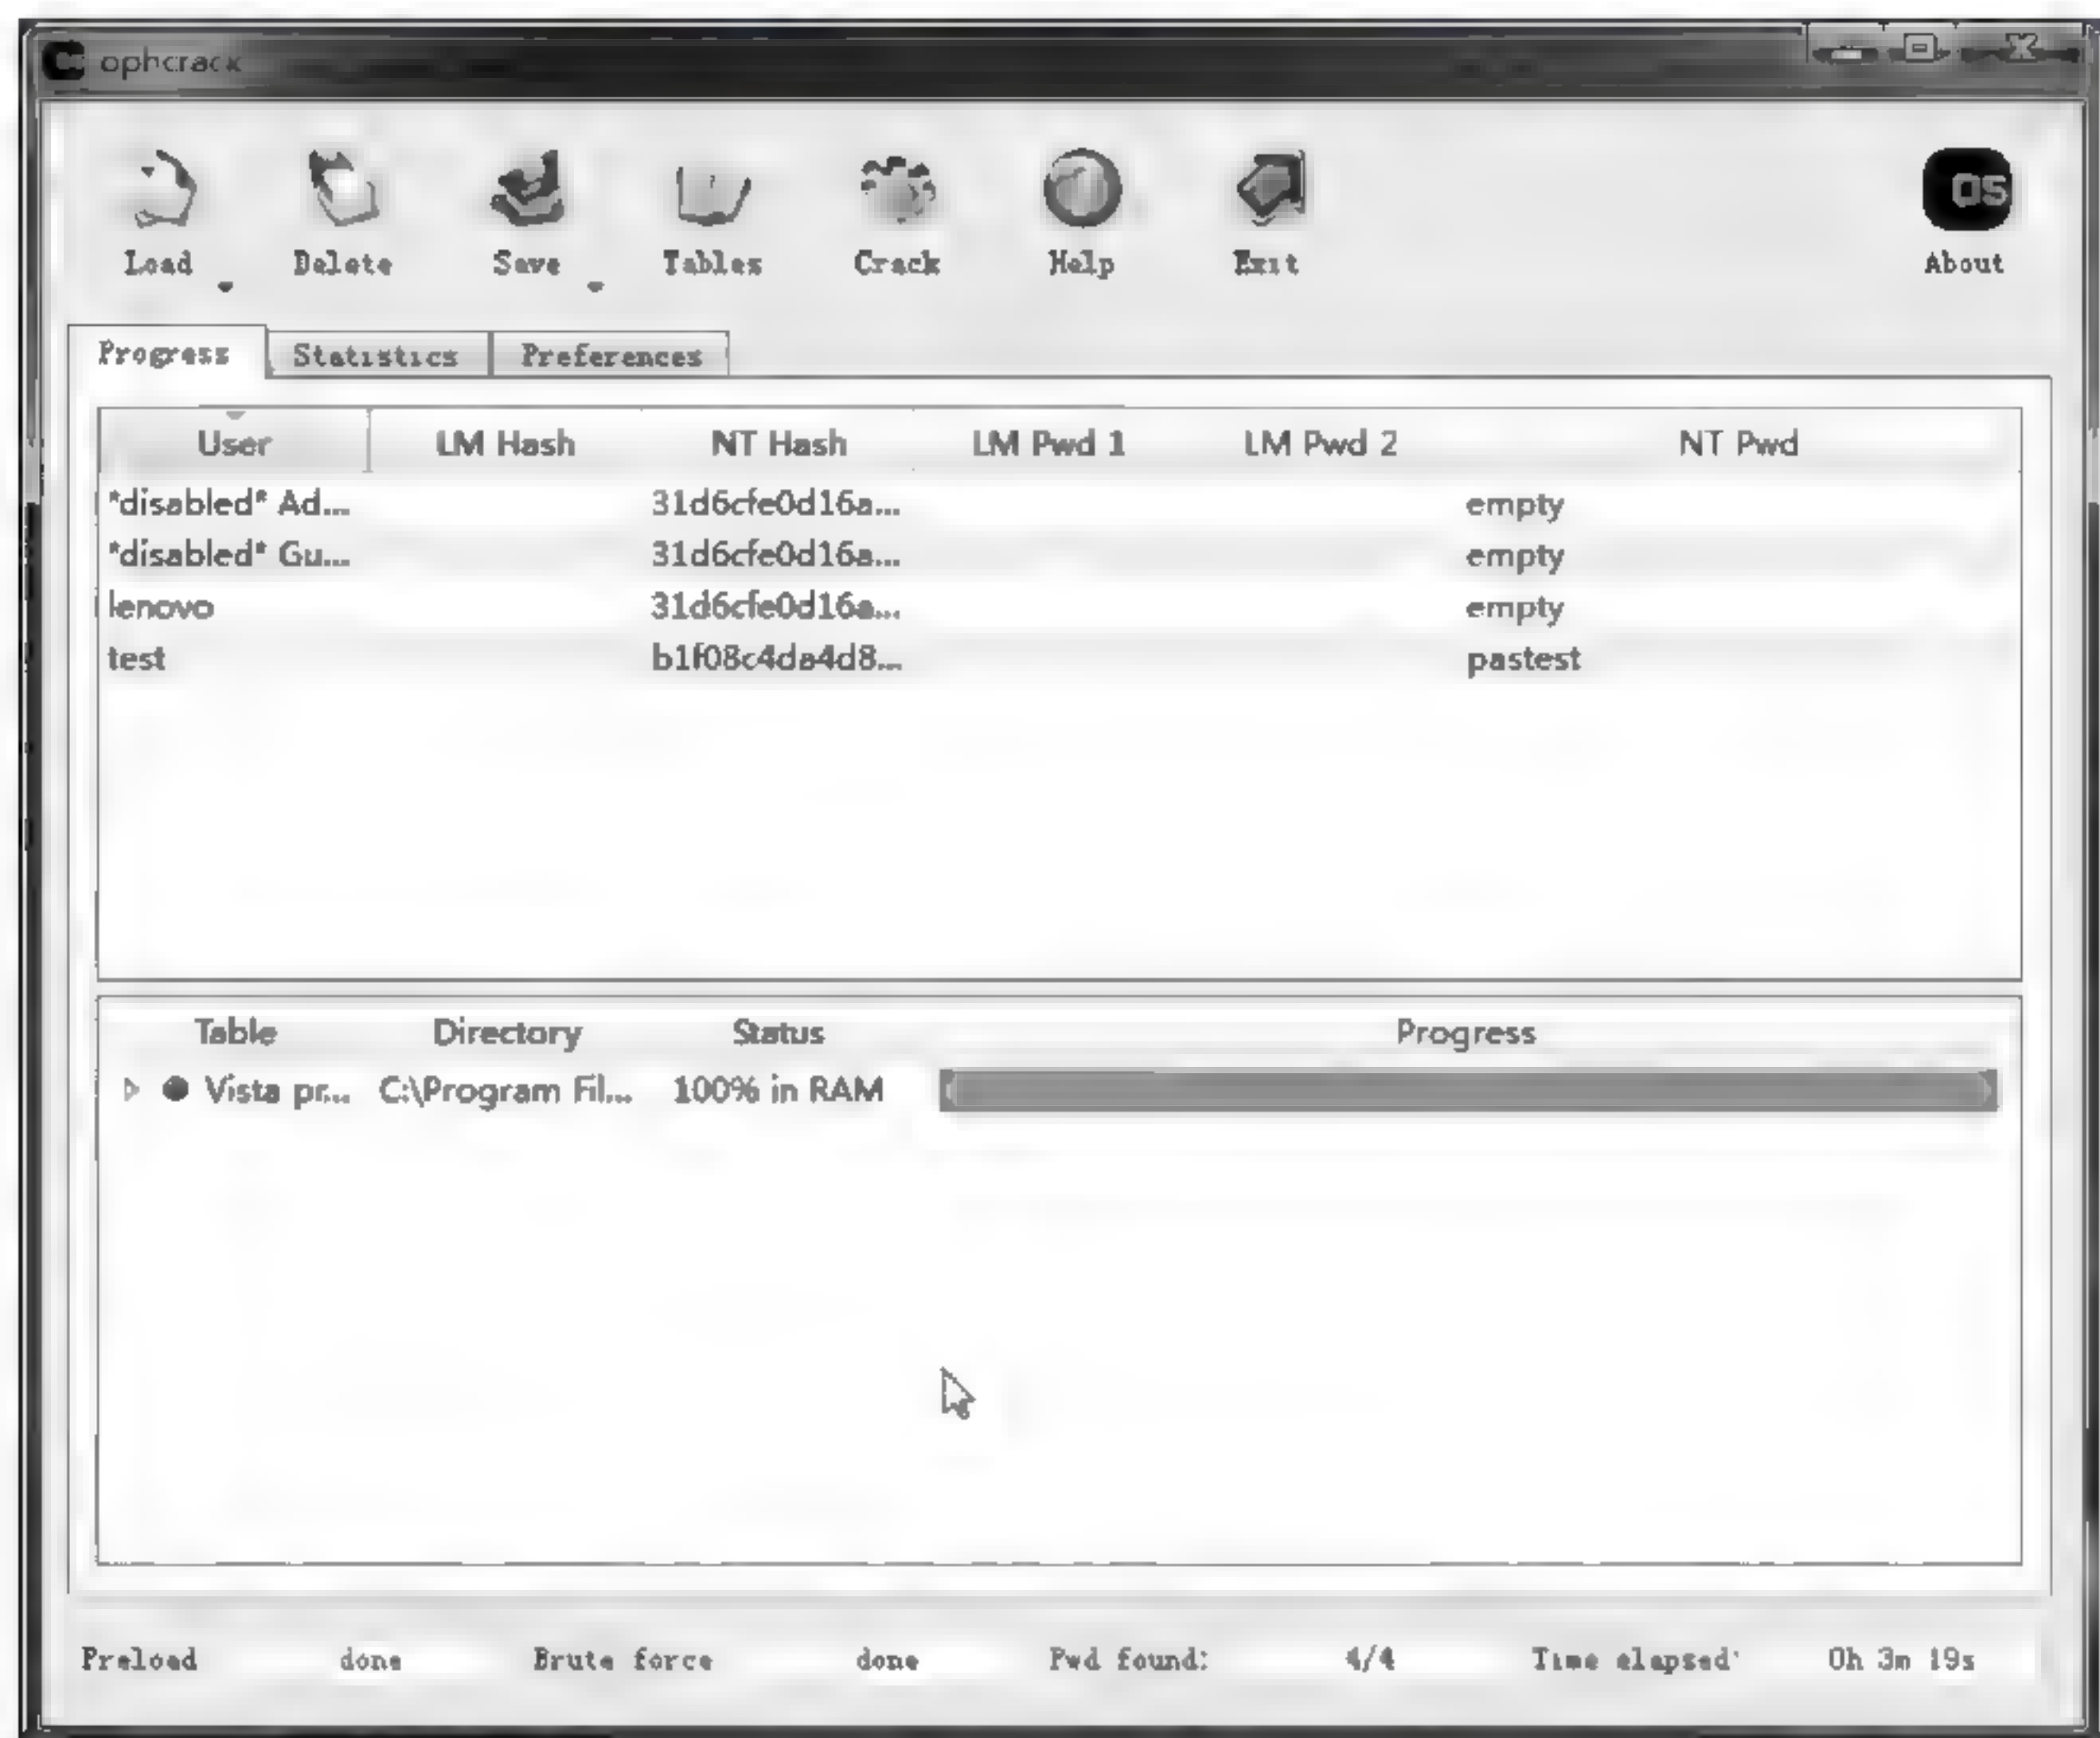 ophcrack
Load Delete Save Tables Crack Help Exit About
Progress Statistics Preferences
User LM Hash NT Hash LM Pwd 1 LM Pwd 2 NT Pwd
*disabled* Ad... 31d6cfe0d16a... empty
*disabled* Gu... 31d6cfe0d16a... empty
lenovo 31d6cfe0d16a... empty
test b1f08c4da4d8... pastest
Table Directory Status Progress
Vista pr... C:\Program Fil... 100% in RAM
Preload done Brute force done Pwd found: 4/4 Time elapsed: 0h 3m 19s